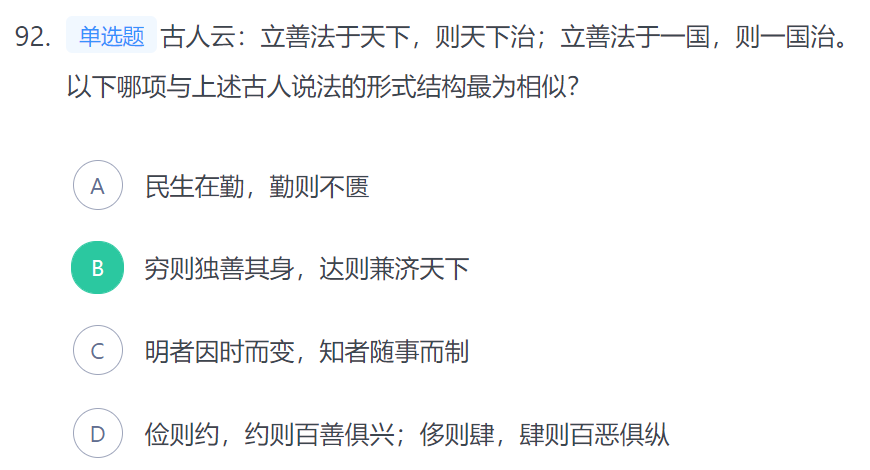 92. 单选题 古人云：立善法于天下，则天下治；立善法于一国，则一国治。
以下哪项与上述古人说法的形式结构最为相似？
A 民生在勤，勤则不匮
B 穷则独善其身，达则兼济天下
C 明者因时而变，知者随事而制
D 俭则约，约则百善俱兴；侈则肆，肆则百恶俱纵